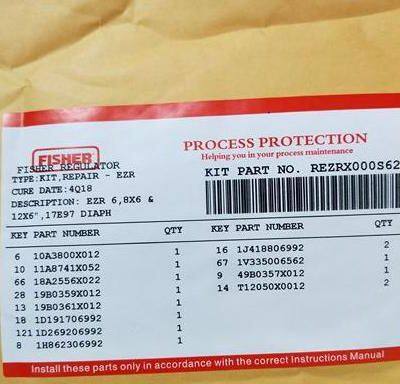 FISHER
FISHER REGULATOR
TYPE:KIT,REPAIR - EZR
CURE DATE:4Q18
DESCRIPTION: EZR 6,8X6 &
12X6",17E97 DIAPH
PROCESS PROTECTION
Helping you in your process maintenance
KIT PART NO. REZRX000S62
KEY PART NUMBER QTY
6 10A3800X012 1
10 11A8741X052 1
66 18A2556X022 1
28 19B0359X012 1
13 19B0361X012 1
18 1D191706992 1
121 1D269206992 1
8 1H862306992 1
KEY PART NUMBER QTY
16 1J418806992 2
67 1V335006562 1
9 49B0357X012 1
14 T12050X0012 2
Install these parts only in accordance with the correct Instructions Manual